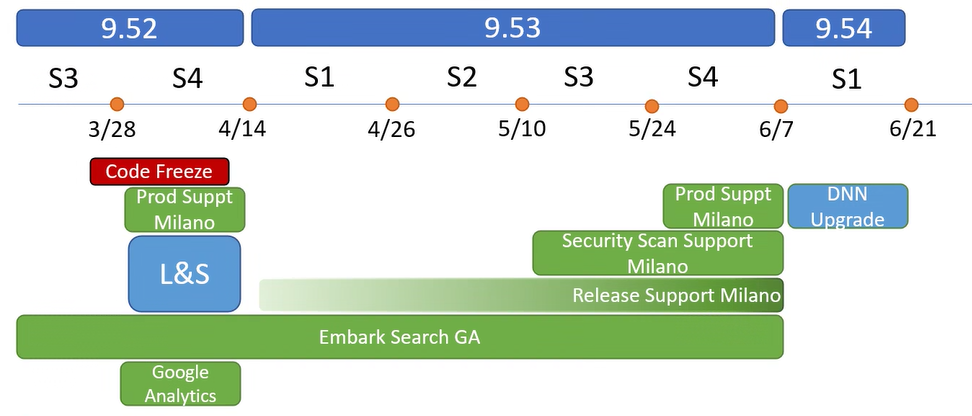 9.52 9.53 9.54
S3 S4 S1 S2 S3 S4 S1
3/28 4/14 4/26 5/10 5/24 6/7 6/21
Code Freeze
Prod Suppt
Milano
Prod Suppt
Milano
DNN
Upgrade
Security Scan Support
Milano
L&S
Release Support Milano
Embark Search GA
Google
Analytics